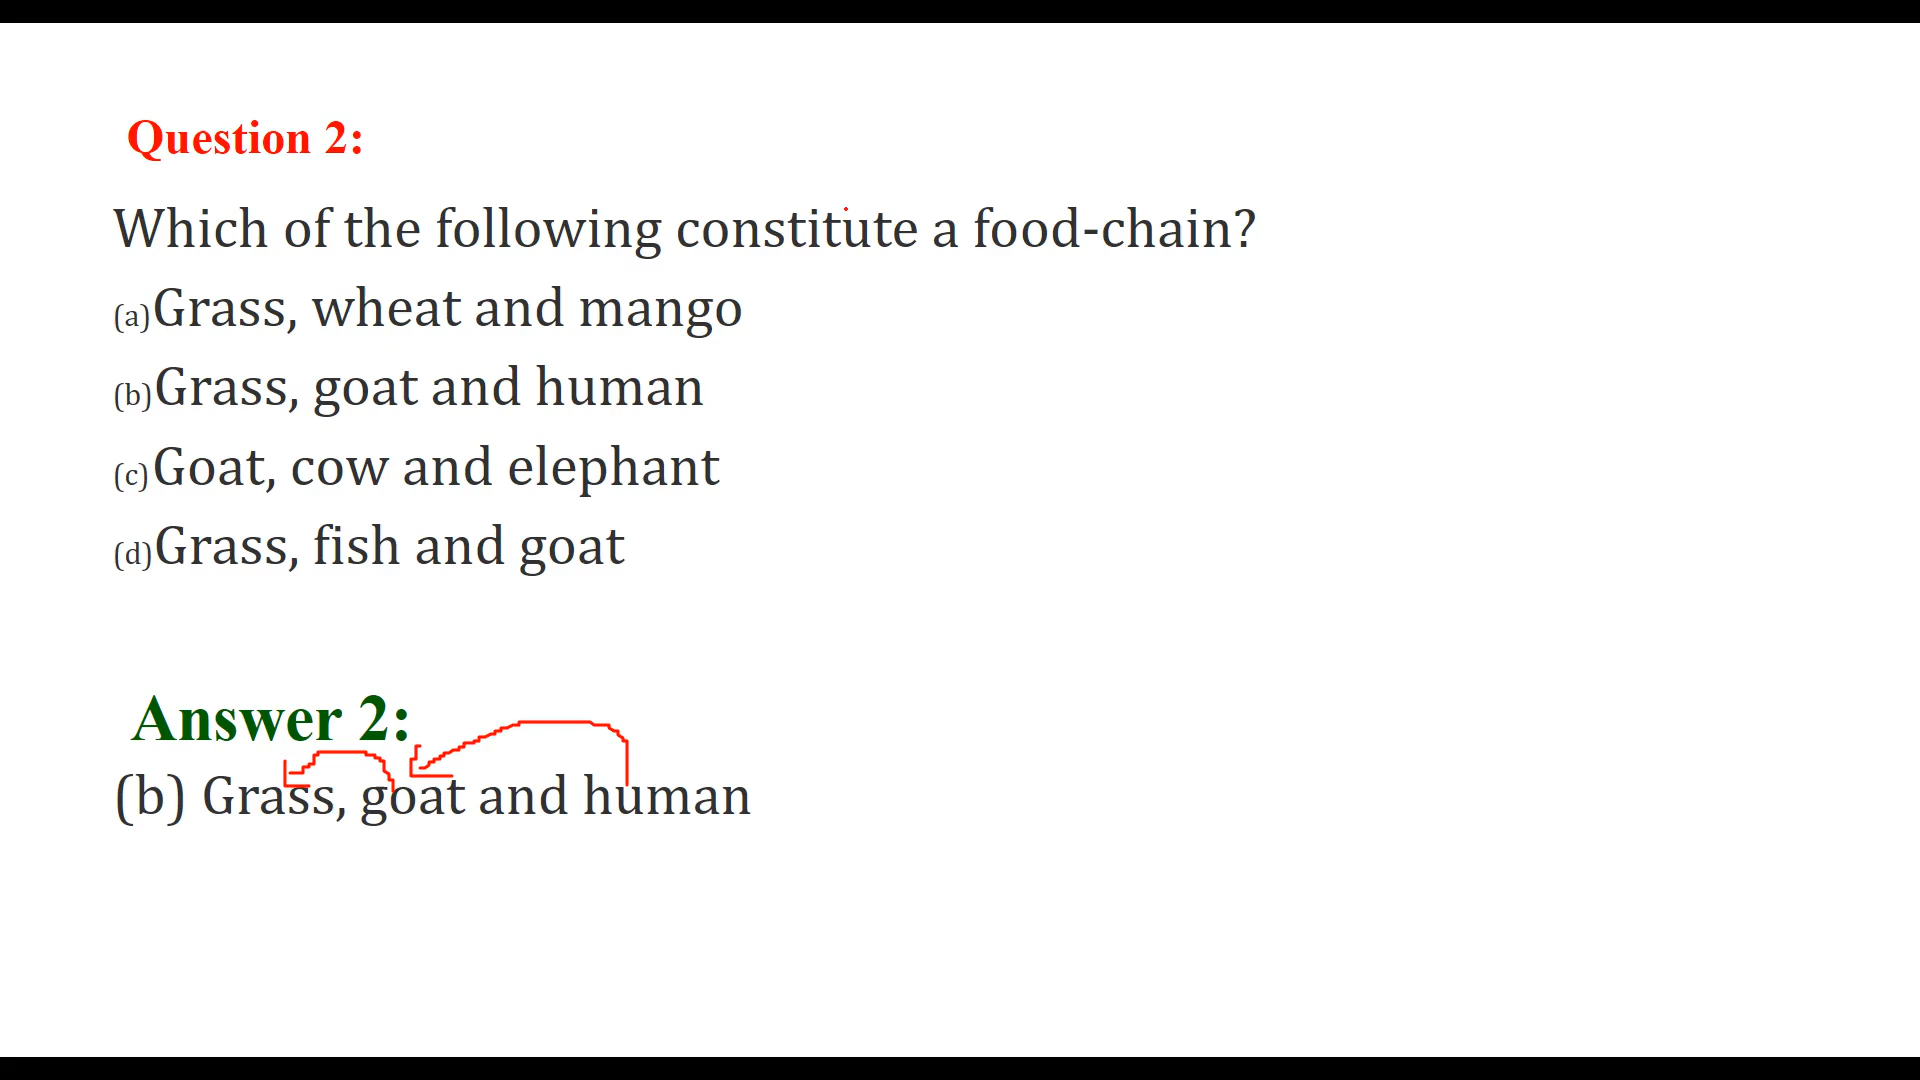 Question 2:
Which of the following constitute a food-chain?
(a)Grass, wheat and mango
(b)Grass, goat and human
(c)Goat, cow and elephant
(d)Grass, fish and goat
Answer 2:
(b) Grass, goat and human